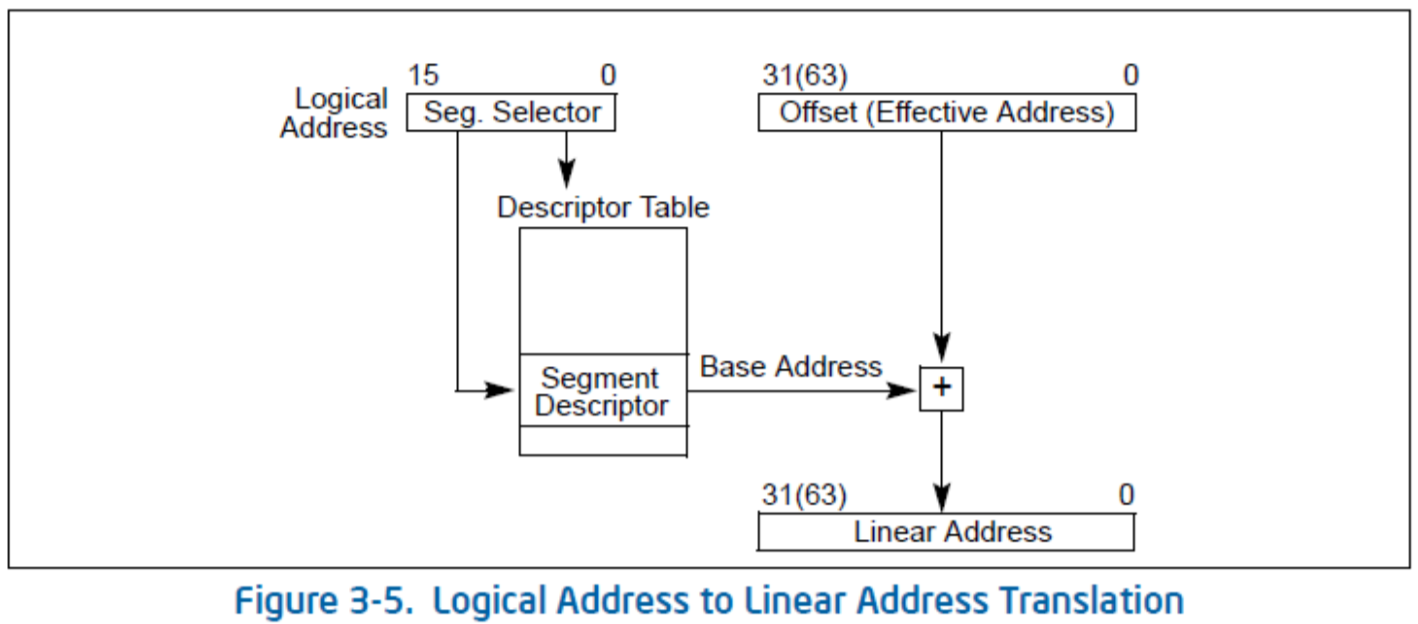 15 0
31(63) 0
Logical
Address
Seg. Selector
Offset (Effective Address)
Descriptor Table
Base Address
Segment
Descriptor
+
31(63) 0
Linear Address
Figure 3-5. Logical Address to Linear Address Translation